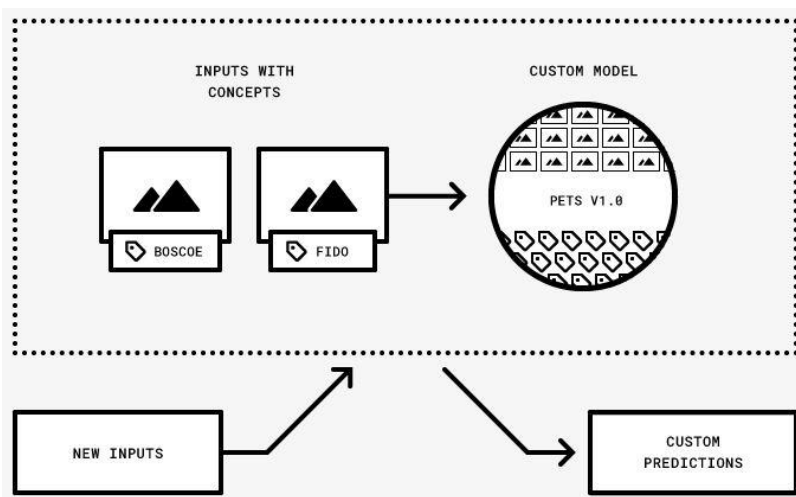 INPUTS WITH
CONCEPTS
CUSTOM MODEL
PETS V1.0
BOSCOE
FIDO
NEW INPUTS
CUSTOM
PREDICTIONS